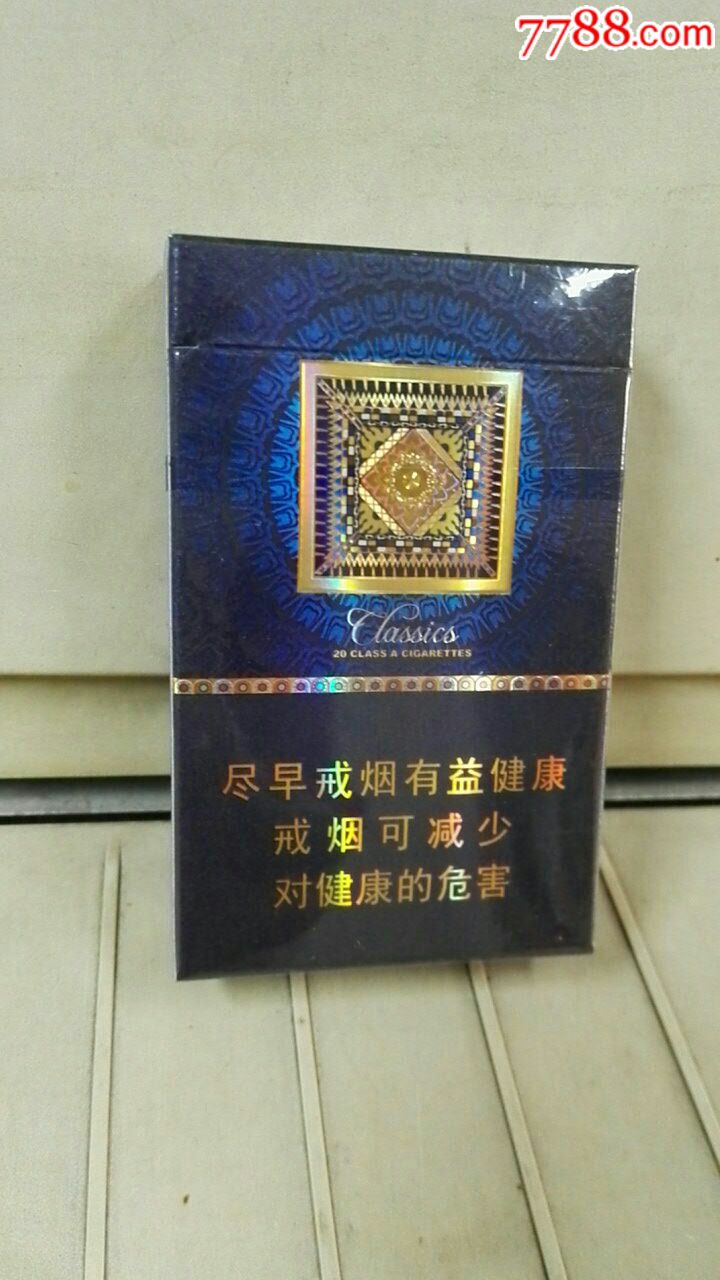 7788.com
Classics
20 CLASS A CIGARETTES
尽早戒烟有益健康
戒烟可减少
对健康的危害